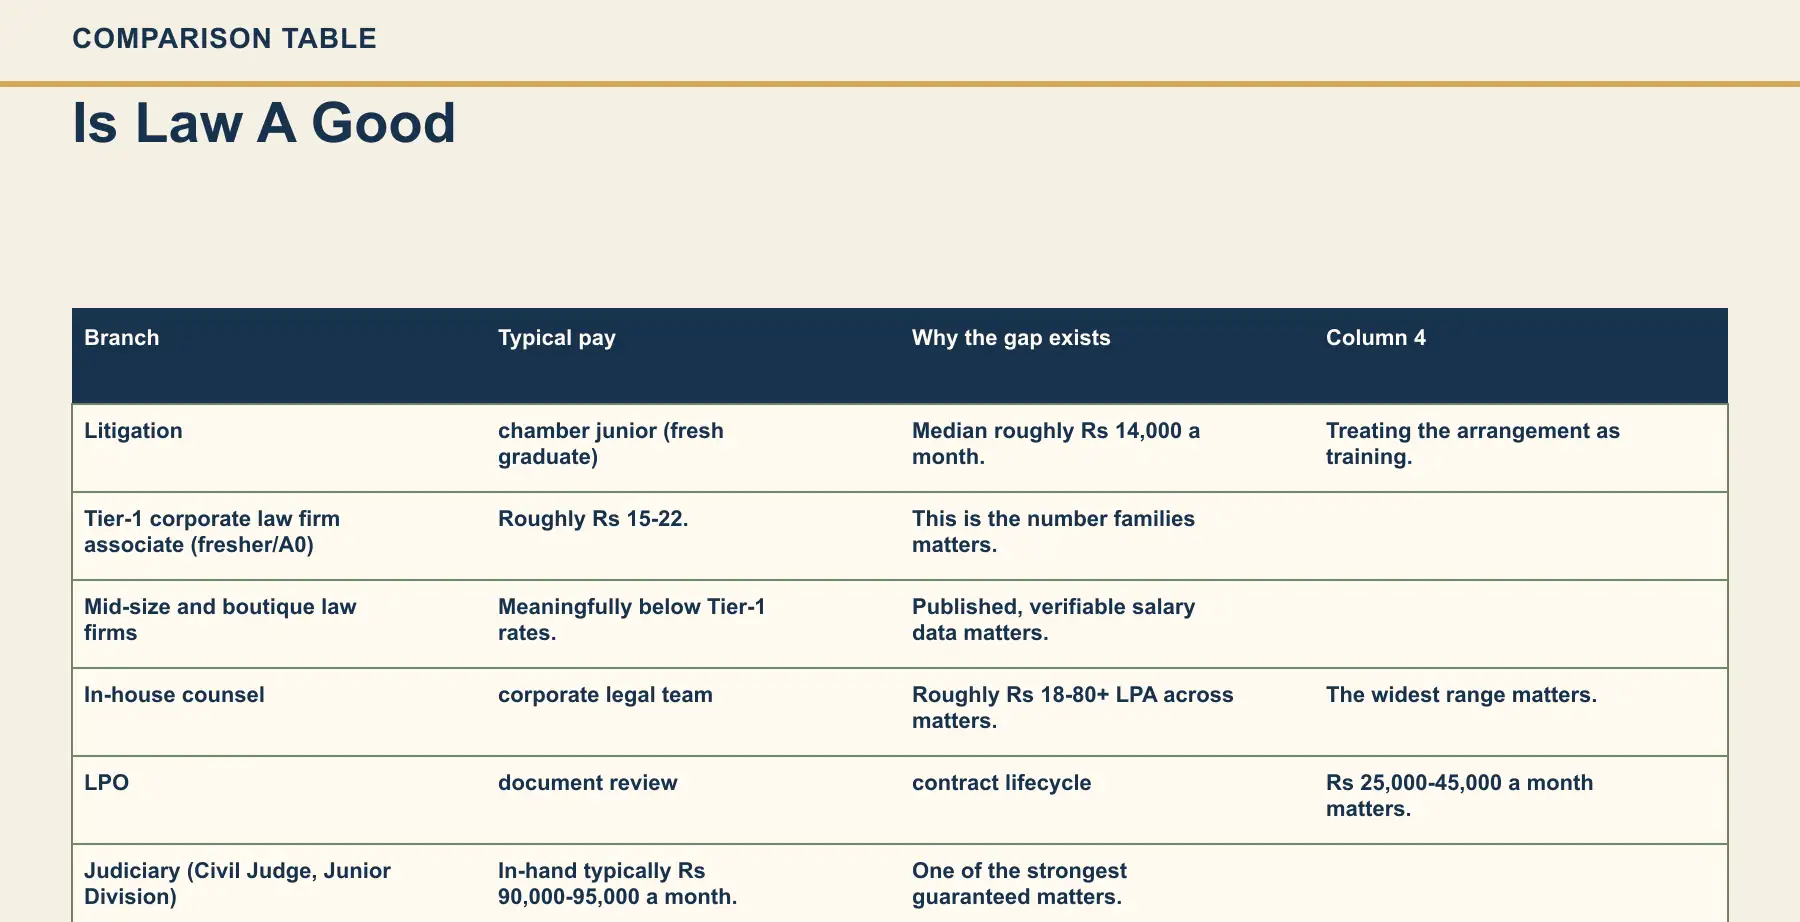 COMPARISON TABLE
Is Law A Good
Branch Typical pay Why the gap exists Column 4
Litigation chamber junior (fresh Median roughly Rs 14,000 a Treating the arrangement as
graduate) month. training.
Tier-1 corporate law firm Roughly Rs 15-22. This is the number families
associate (fresher/A0) matters.
Mid-size and boutique law Meaningfully below Tier-1 Published, verifiable salary
firms rates. data matters.
In-house counsel corporate legal team Roughly Rs 18-80+ LPA across The widest range matters.
matters.
LPO document review contract lifecycle Rs 25,000-45,000 a month
matters.
Judiciary (Civil Judge, Junior In-hand typically Rs One of the strongest
Division) 90,000-95,000 a month. guaranteed matters.